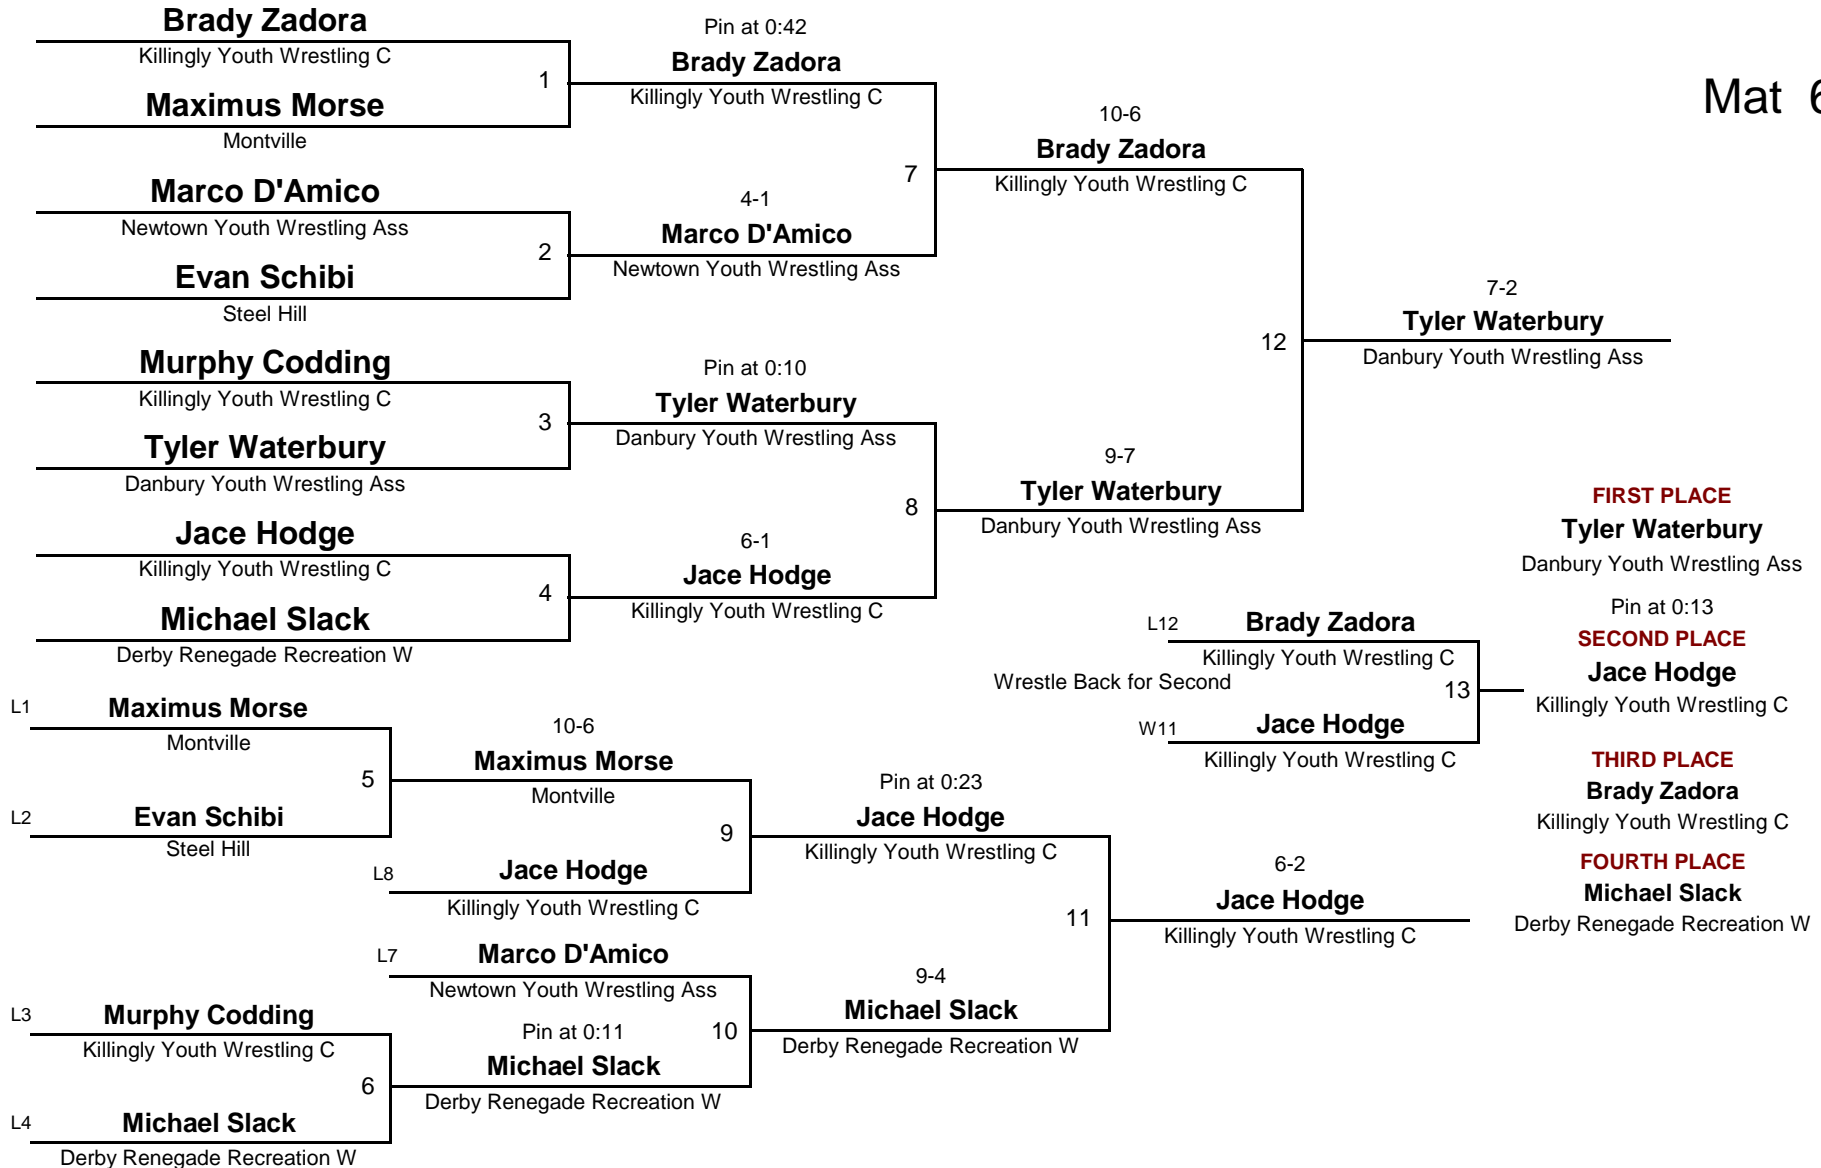 Brady Zadora
Killingly Youth Wrestling C
1
Maximus Morse
Montville
Marco D'Amico
Newtown Youth Wrestling Ass
2
Evan Schibi
Steel Hill
Murphy Codding
Killingly Youth Wrestling C
3
Tyler Waterbury
Danbury Youth Wrestling Ass
Jace Hodge
Killingly Youth Wrestling C
4
Michael Slack
Derby Renegade Recreation W
Pin at 0:42
Brady Zadora
Killingly Youth Wrestling C
7
4-1
Marco D'Amico
Newtown Youth Wrestling Ass
Pin at 0:10
Tyler Waterbury
Danbury Youth Wrestling Ass
8
6-1
Jace Hodge
Killingly Youth Wrestling C
10-6
Brady Zadora
Killingly Youth Wrestling C
12
9-7
Tyler Waterbury
Danbury Youth Wrestling Ass
7-2
Tyler Waterbury
Danbury Youth Wrestling Ass
Mat 6
L1
Maximus Morse
Montville
5
L2
Evan Schibi
Steel Hill
L3
Murphy Codding
Killingly Youth Wrestling C
6
L4
Michael Slack
Derby Renegade Recreation W
10-6
Maximus Morse
Montville
9
L8
Jace Hodge
Killingly Youth Wrestling C
L7
Marco D'Amico
Newtown Youth Wrestling Ass
10
Pin at 0:11
Michael Slack
Derby Renegade Recreation W
Pin at 0:23
Jace Hodge
Killingly Youth Wrestling C
11
9-4
Michael Slack
Derby Renegade Recreation W
6-2
Jace Hodge
Killingly Youth Wrestling C
L12
Brady Zadora
Killingly Youth Wrestling C
Wrestle Back for Second
13
W11
Jace Hodge
Killingly Youth Wrestling C
FIRST PLACE
Tyler Waterbury
Danbury Youth Wrestling Ass
Pin at 0:13
SECOND PLACE
Jace Hodge
Killingly Youth Wrestling C
THIRD PLACE
Brady Zadora
Killingly Youth Wrestling C
FOURTH PLACE
Michael Slack
Derby Renegade Recreation W